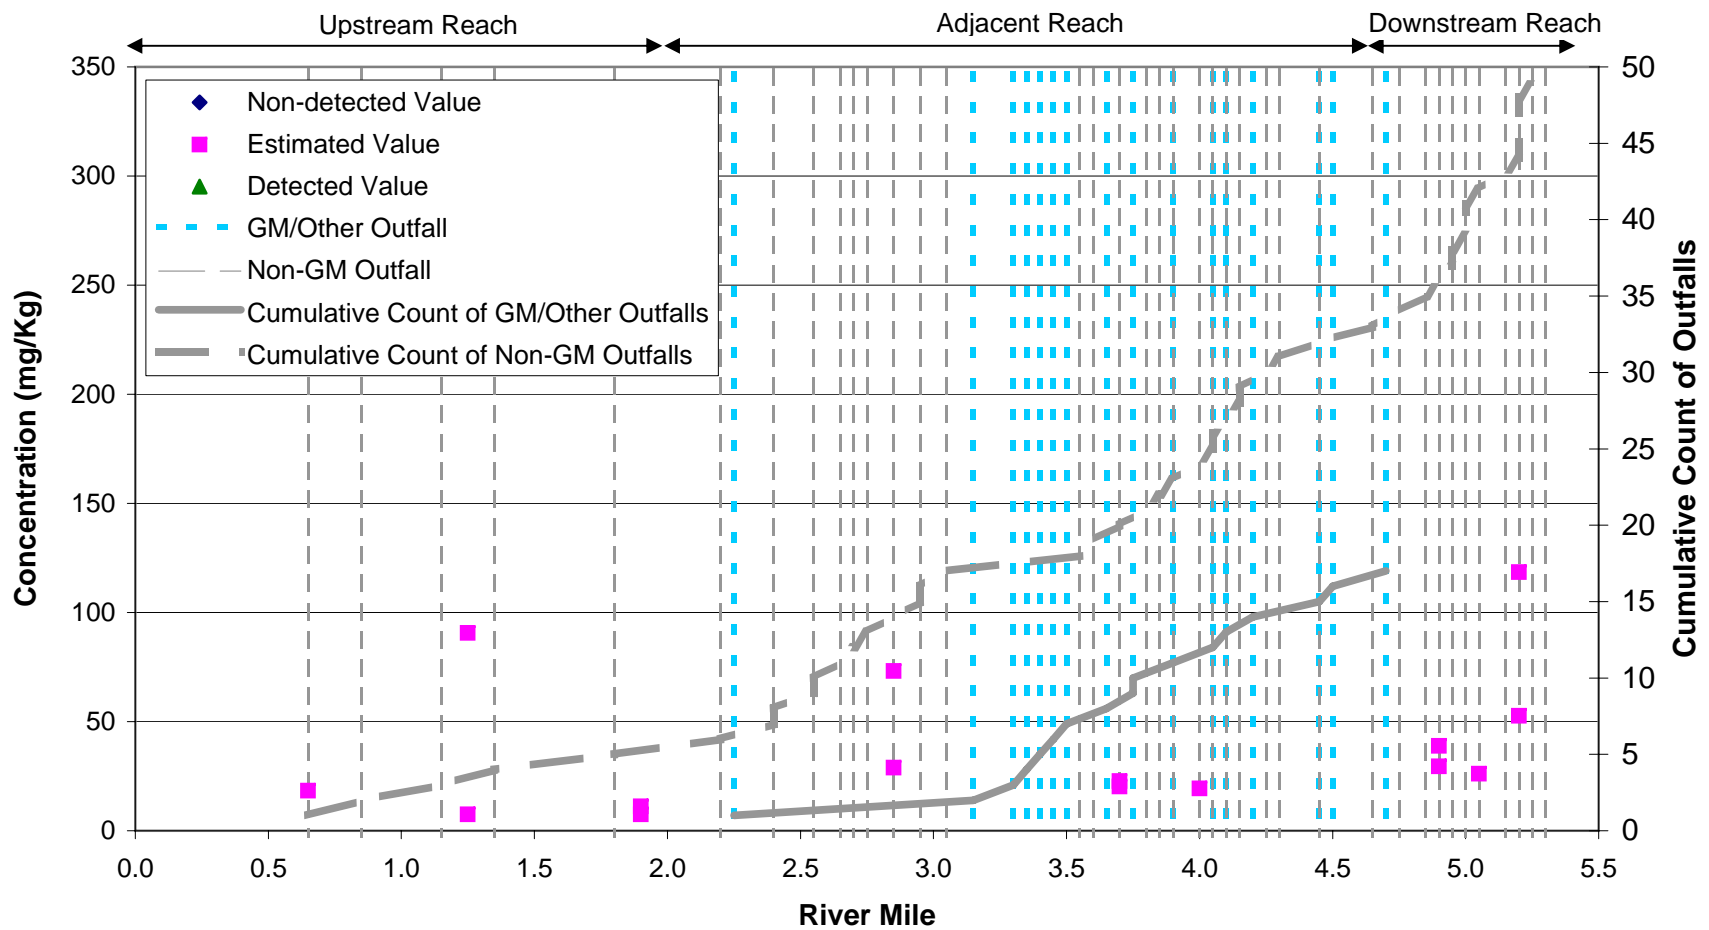 Upstream Reach Adjacent Reach Downstream Reach
350 50
Non-detected Value
Estimated Value
Detected Value
GM/Other Outfall
Non-GM Outfall
Cumulative Count of GM/Other Outfalls
Cumulative Count of Non-GM Outfalls
45
300
40
250
35
200
30
25
150
20
100
15
10
50
5
0 0
Concentration (mg/Kg)
Cumulative Count of Outfalls
0.0 0.5 1.0 1.5 2.0 2.5 3.0 3.5 4.0 4.5 5.0 5.5
River Mile